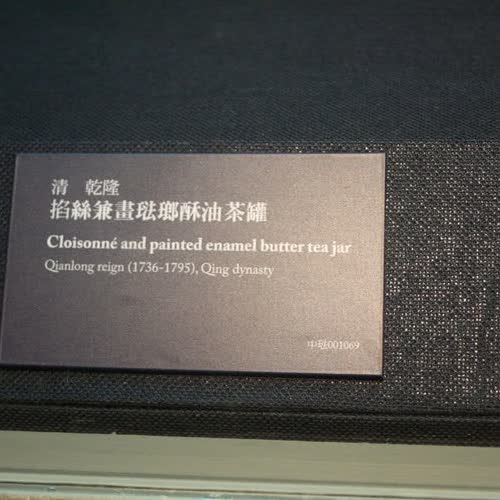 清 乾隆
掐絲兼畫琺瑯酥油茶罐
Cloisonné and painted enamel butter tea jar
Qianlong reign (1736-1795), Qing dynasty
中琺001069